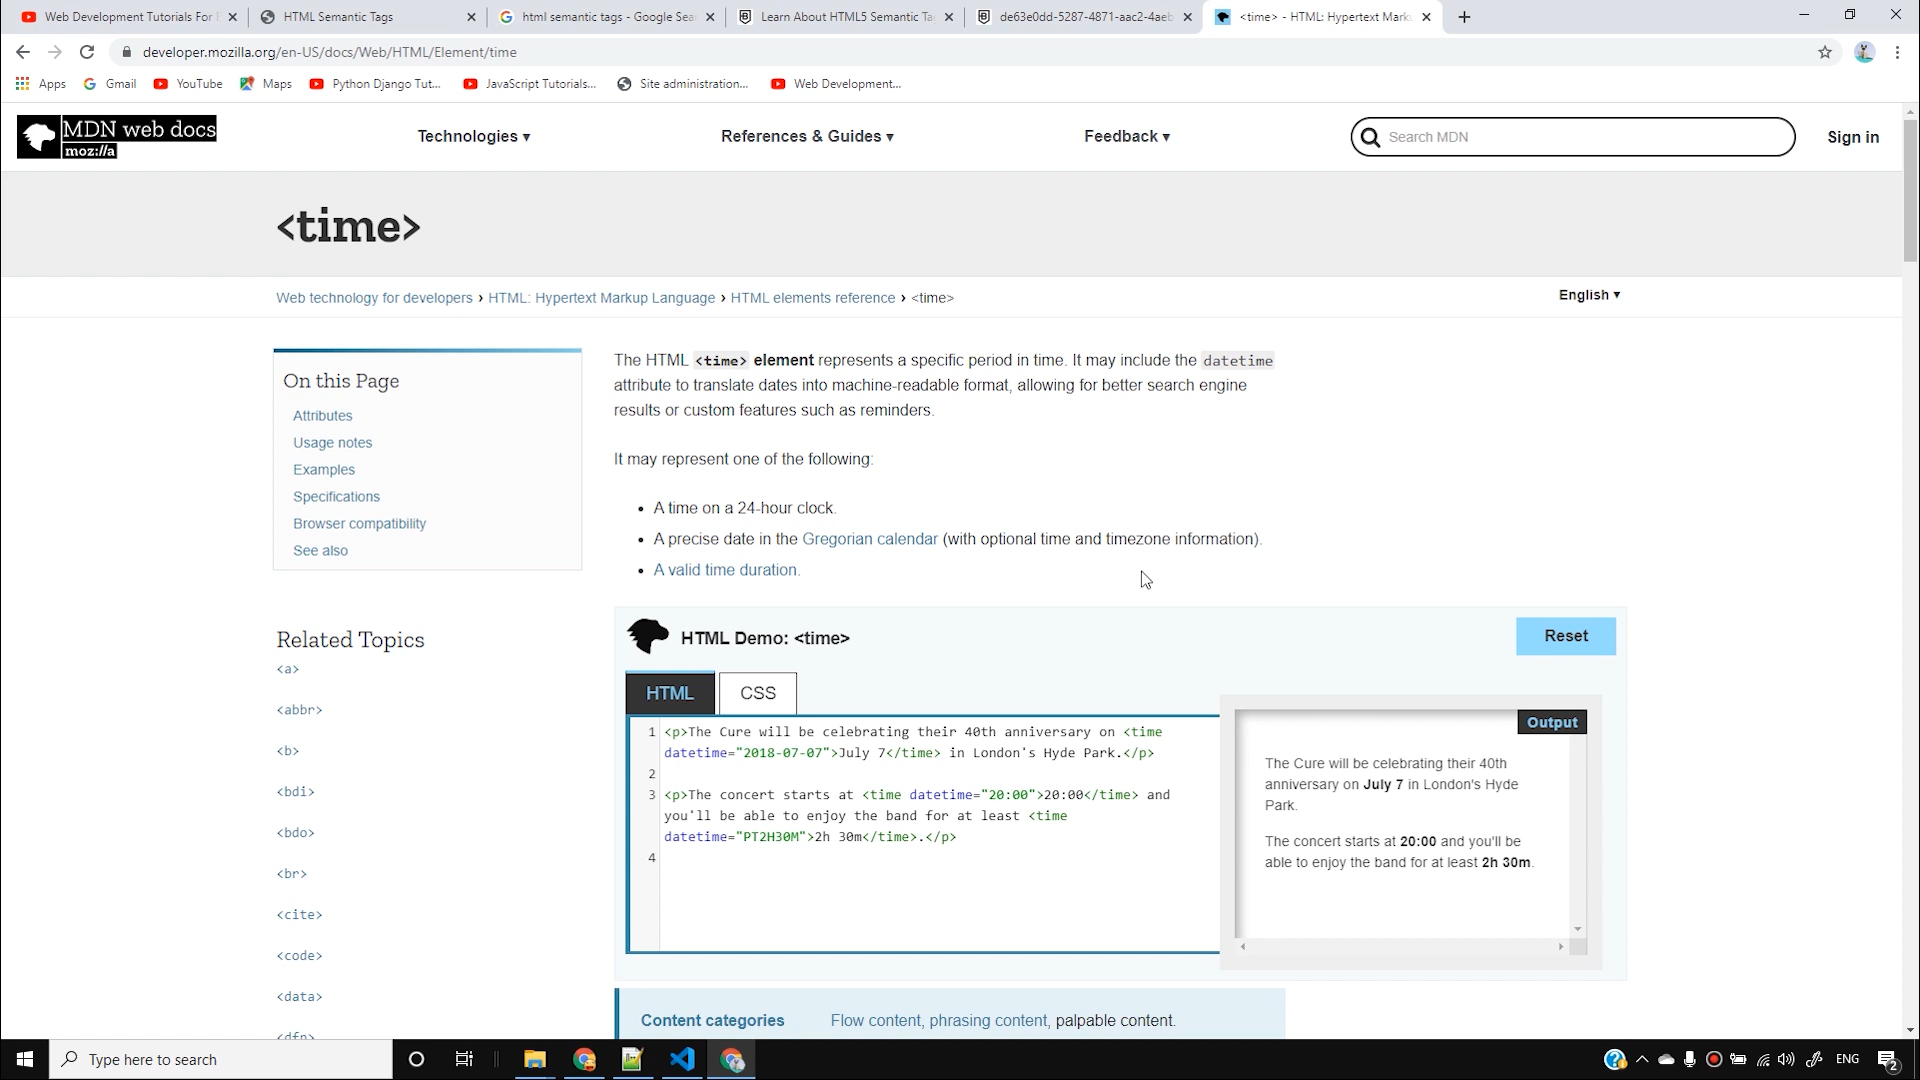 Web Development Tutorials For
HTML Semantic Tags
html semantic tags - Google Sea
Learn About HTML5 Semantic Ta
de63e0dd-5287-4871-aac2-4aeb
<time> - HTML: Hypertext Mark
developer.mozilla.org/en-US/docs/Web/HTML/Element/time
Apps
Gmail
YouTube
Maps
Python Django Tut...
JavaScript Tutorials...
Site administration...
Web Development...
MDN web docs
moz://a
Technologies ▾
References & Guides ▾
Feedback ▾
Search MDN
Sign in
<time>
Web technology for developers › HTML: Hypertext Markup Language › HTML elements reference › <time>
English ▾
On this Page
Attributes
Usage notes
Examples
Specifications
Browser compatibility
See also
Related Topics
<a>
<abbr>
<b>
<bdi>
<bdo>
<br>
<cite>
<code>
<data>
<dfn>
The HTML <time> element represents a specific period in time. It may include the datetime
attribute to translate dates into machine-readable format, allowing for better search engine
results or custom features such as reminders.
It may represent one of the following:
• A time on a 24-hour clock.
• A precise date in the Gregorian calendar (with optional time and timezone information).
• A valid time duration.
HTML Demo: <time>
Reset
HTML
CSS
1 <p>The Cure will be celebrating their 40th anniversary on <time
datetime="2018-07-07">July 7</time> in London's Hyde Park.</p>
2
3 <p>The concert starts at <time datetime="20:00">20:00</time> and
you'll be able to enjoy the band for at least <time
datetime="PT2H30M">2h 30m</time>.</p>
4
Output
The Cure will be celebrating their 40th
anniversary on July 7 in London's Hyde
Park.
The concert starts at 20:00 and you'll be
able to enjoy the band for at least 2h 30m.
Content categories
Flow content, phrasing content, palpable content.
Type here to search
ENG
2